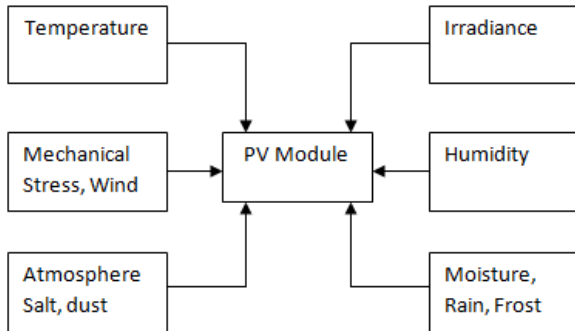 Temperature
Irradiance
Mechanical
Stress, Wind
PV Module
Humidity
Atmosphere
Salt, dust
Moisture,
Rain, Frost